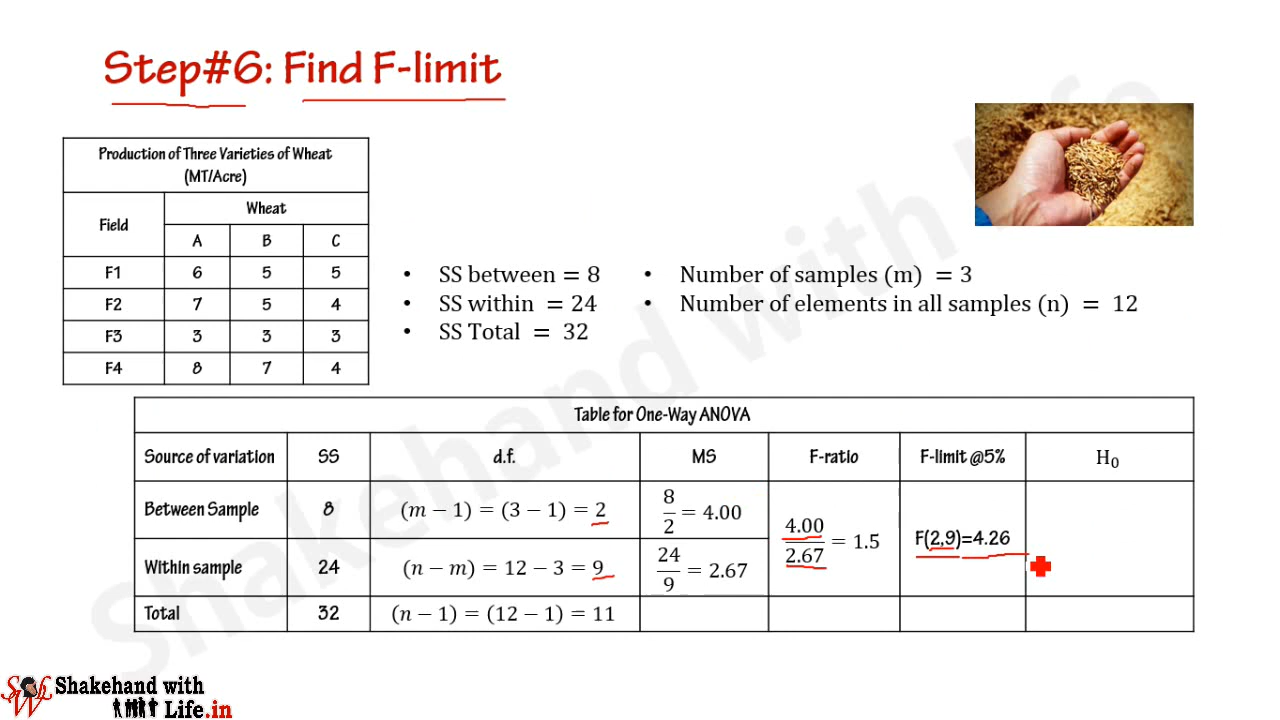 Step#6: Find F-limit
Production of Three Varieties of Wheat
(MT/Acre)
Field
Wheat
A B C
F1 6 5 5
F2 7 5 4
F3 3 3 3
F4 8 7 4
• SS between = 8
• SS within = 24
• SS Total = 32
• Number of samples (m) = 3
• Number of elements in all samples (n) = 12
Table for One-Way ANOVA
Source of variation SS d.f. MS F-ratio F-limit @5% H₀
Between Sample 8 (m − 1) = (3 − 1) = 2 8/2 = 4.00
4.00/2.67 = 1.5 F(2,9)=4.26
Within sample 24 (n − m) = 12 − 3 = 9 24/9 = 2.67
Total 32 (n − 1) = (12 − 1) = 11
Shakehand with Life
SWL
Shakehand with
Life.in